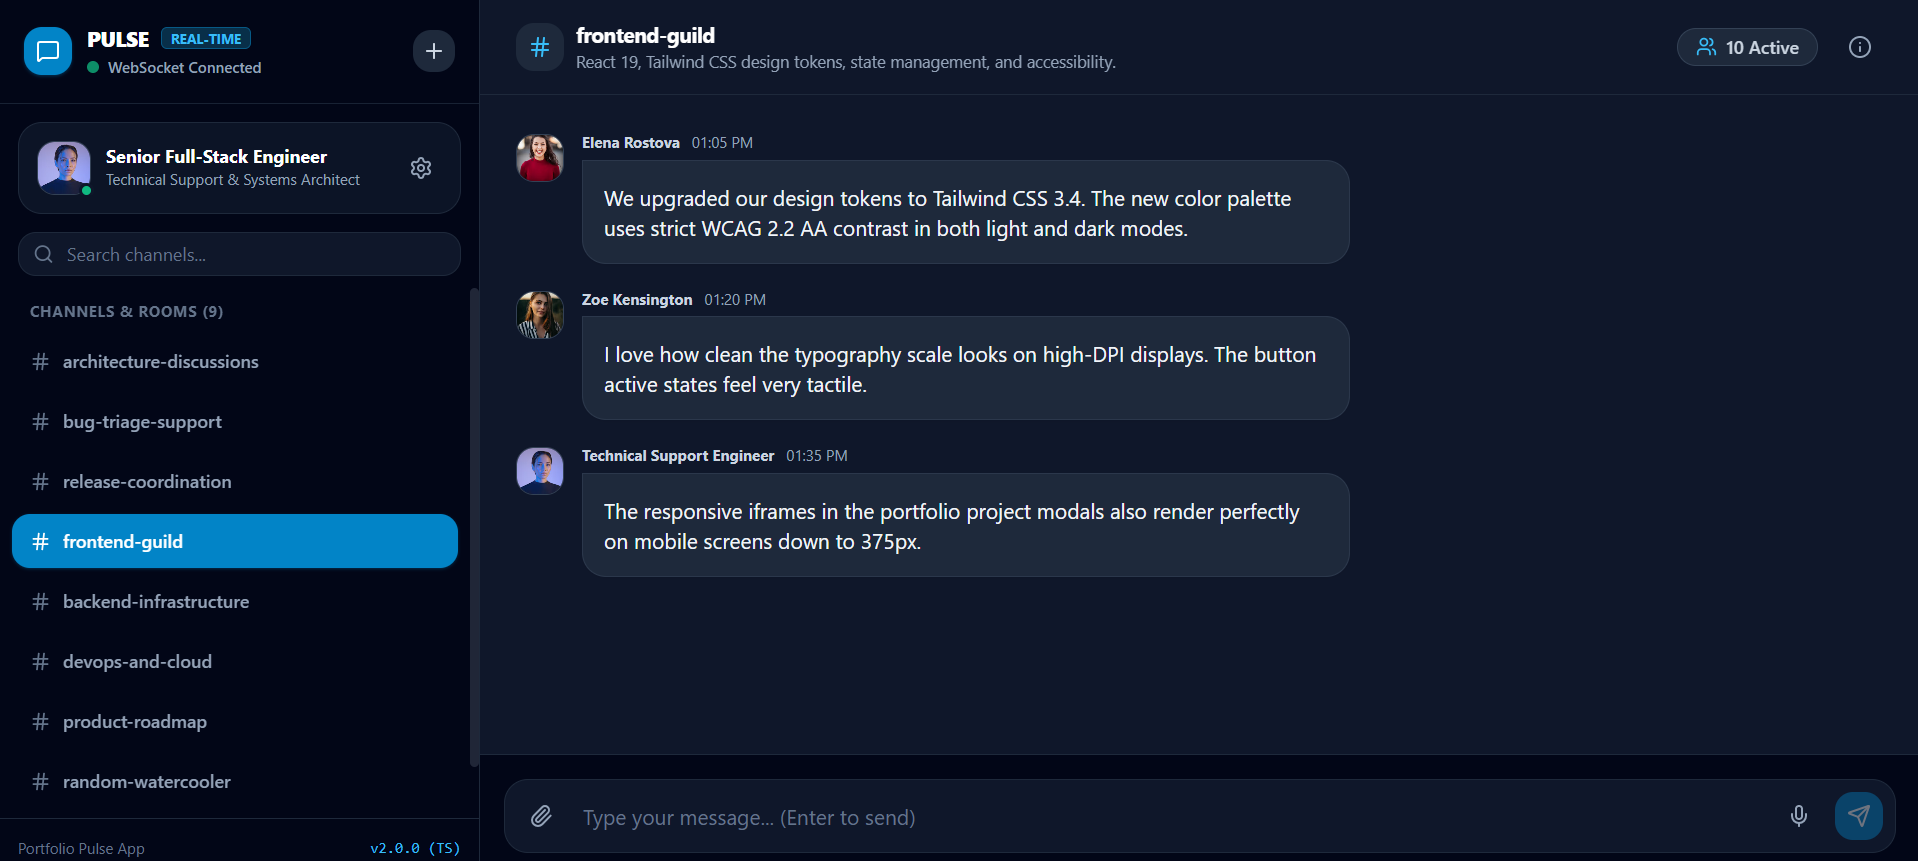 PULSE REAL-TIME
WebSocket Connected
Senior Full-Stack Engineer
Technical Support & Systems Architect
Search channels...
CHANNELS & ROOMS (9)
# architecture-discussions
# bug-triage-support
# release-coordination
# frontend-guild
# backend-infrastructure
# devops-and-cloud
# product-roadmap
# random-watercooler
Portfolio Pulse App v2.0.0 (TS)
# frontend-guild
React 19, Tailwind CSS design tokens, state management, and accessibility.
10 Active
Elena Rostova 01:05 PM
We upgraded our design tokens to Tailwind CSS 3.4. The new color palette
uses strict WCAG 2.2 AA contrast in both light and dark modes.
Zoe Kensington 01:20 PM
I love how clean the typography scale looks on high-DPI displays. The button
active states feel very tactile.
Technical Support Engineer 01:35 PM
The responsive iframes in the portfolio project modals also render perfectly
on mobile screens down to 375px.
Type your message... (Enter to send)